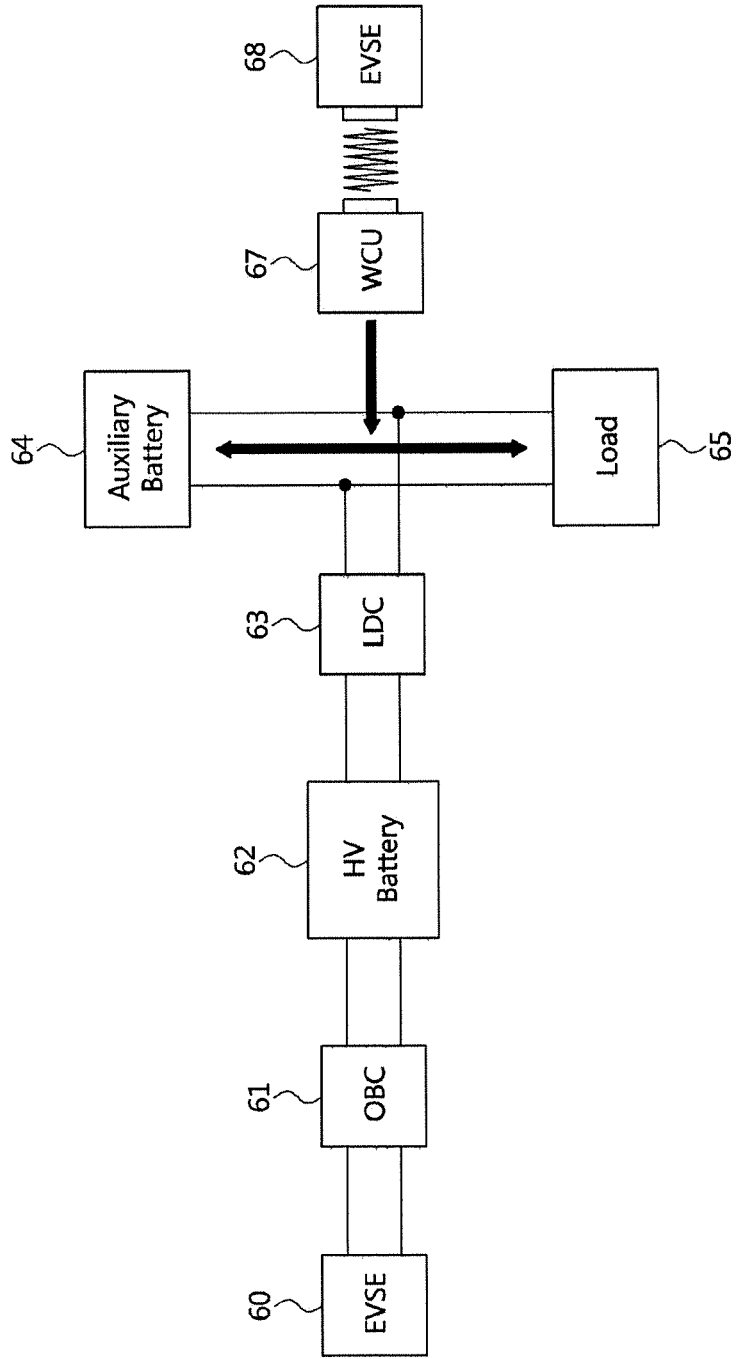 64
Auxiliary
Battery
60
EVSE
61
OBC
62
HV
Battery
63
LDC
67
WCU
68
EVSE
Load
65